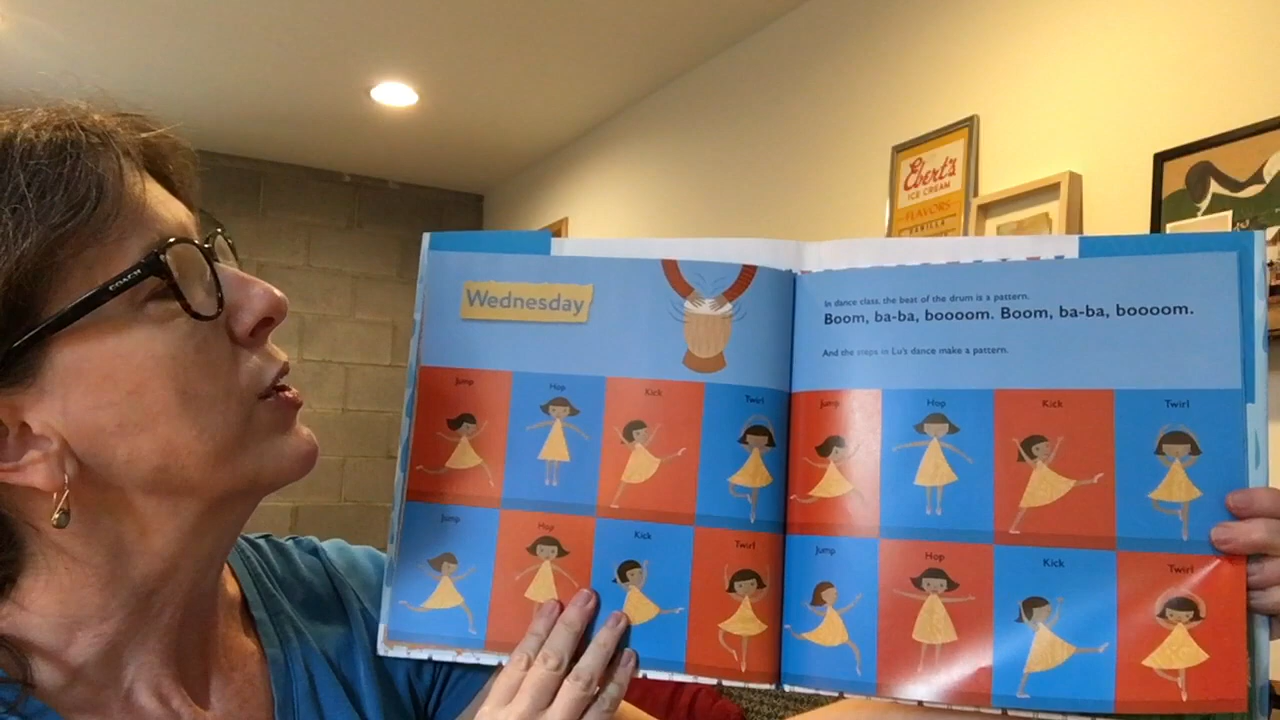 COACH
Ebert's
ICE CREAM
FLAVORS
VANILLA
Wednesday
In dance class, the beat of the drum is a pattern.
Boom, ba-ba, boooom. Boom, ba-ba, boooom.
And the steps in Lu's dance make a pattern.
Jump Hop Kick Twirl Jump Hop Kick Twirl
Jump Hop Kick Twirl Jump Hop Kick Twirl